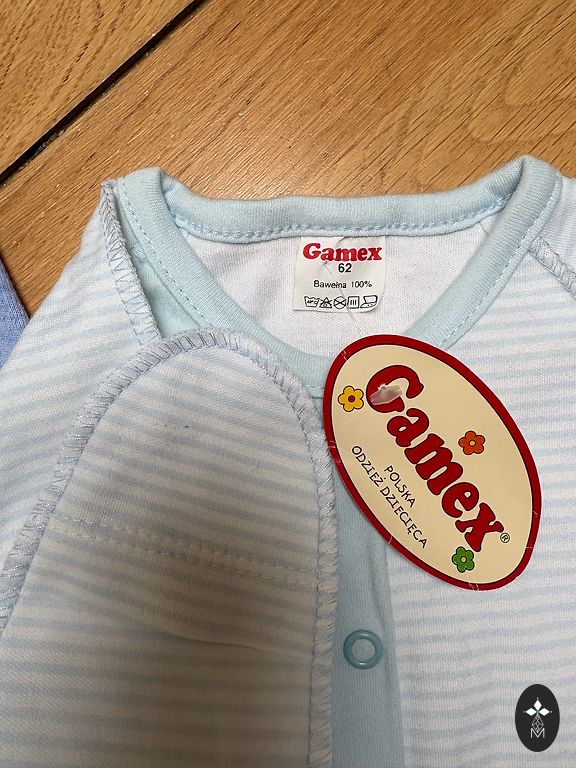 Gamex
62
Bawełna 100%
Gamex®
POLSKA
ODZIEŻ DZIECIĘCA
M